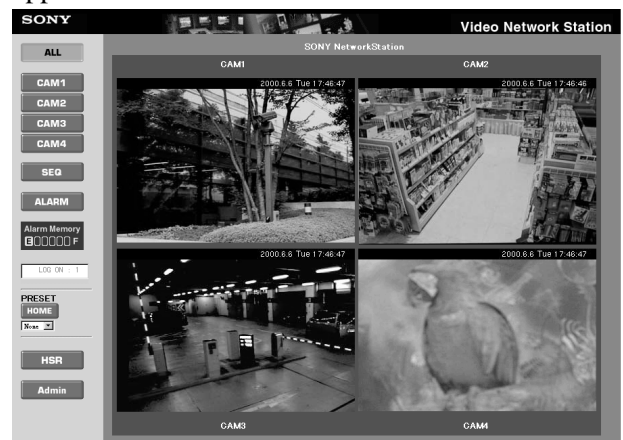 SONY
Video Network Station
ALL
CAM1
CAM2
CAM3
CAM4
SEQ
ALARM
Alarm Memory
E F
LOG ON : 1
PRESET
HOME
None
HSR
Admin
SONY NetworkStation
CAM1 CAM2
2000.6.6 Tue 17:46:47 2000.6.6 Tue 17:46:46
2000.6.6 Tue 17:46:47 2000.6.6 Tue 17:46:47
CAM3 CAM4